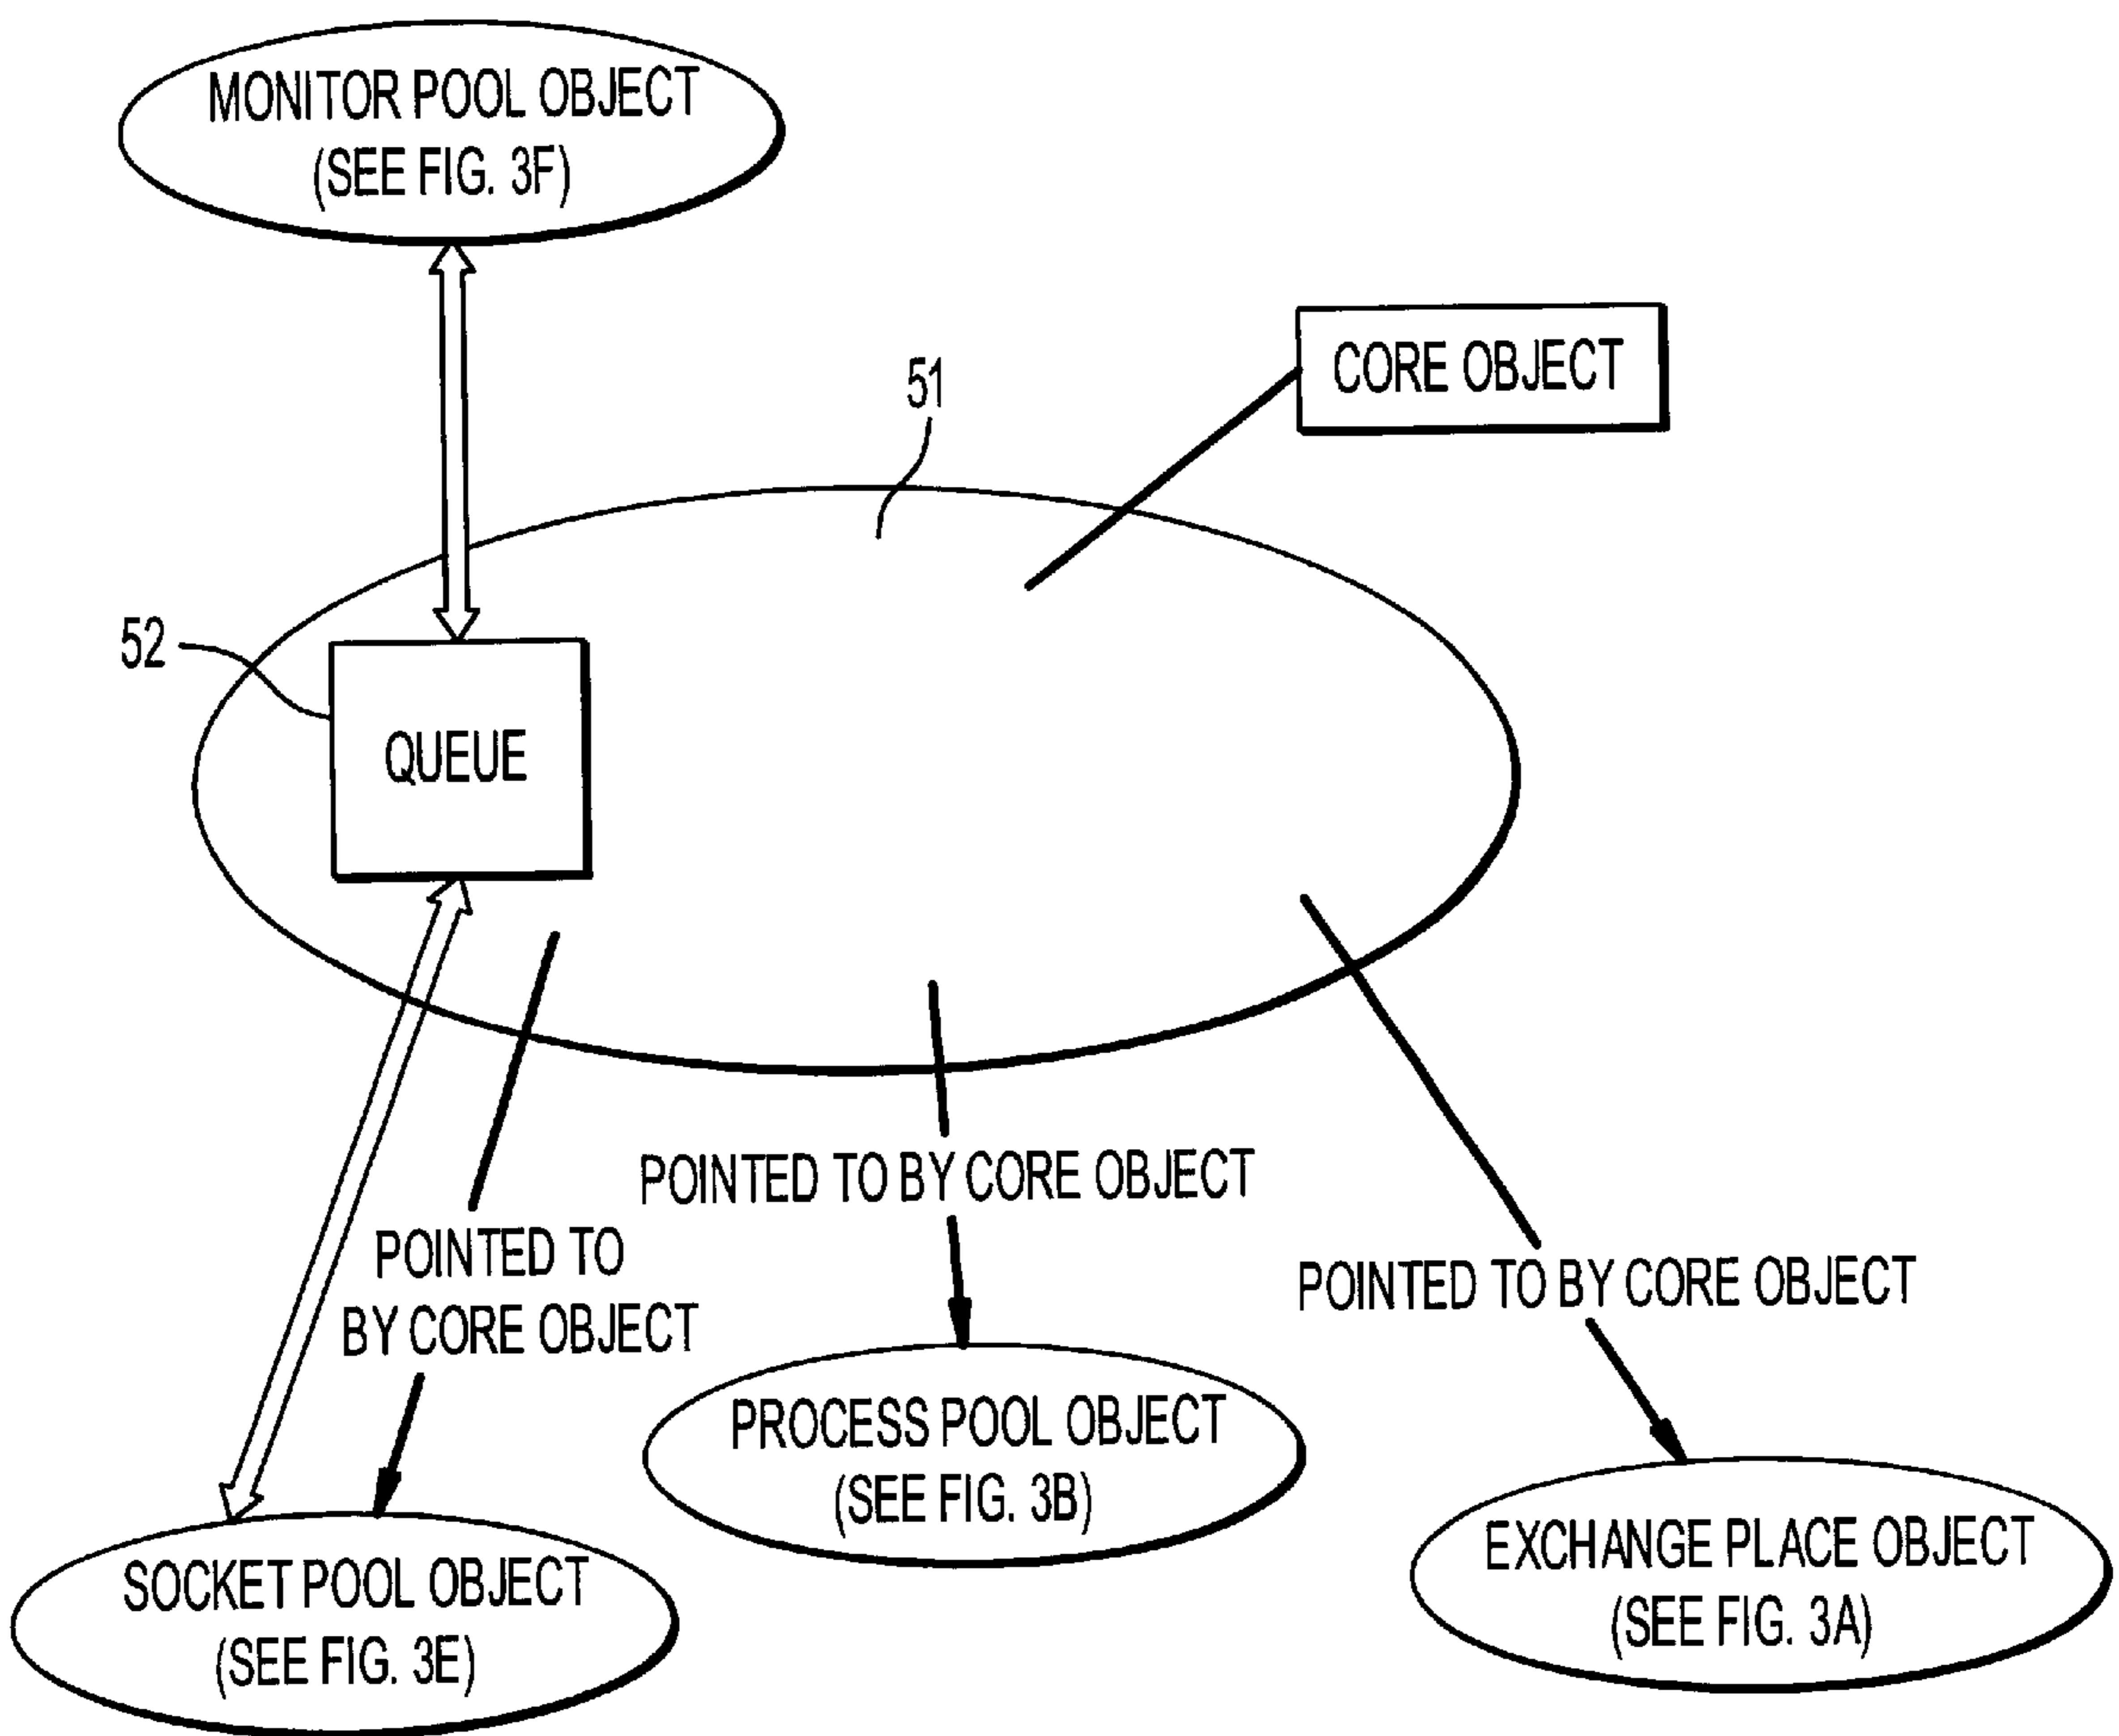 MONITOR POOL OBJECT
(SEE FIG. 3F)
CORE OBJECT
51
52
QUEUE
POINTED TO BY CORE OBJECT
POINTED TO
BY CORE OBJECT
POINTED TO BY CORE OBJECT
PROCESS POOL OBJECT
(SEE FIG. 3B)
EXCHANGE PLACE OBJECT
(SEE FIG. 3A)
SOCKET POOL OBJECT
(SEE FIG. 3E)